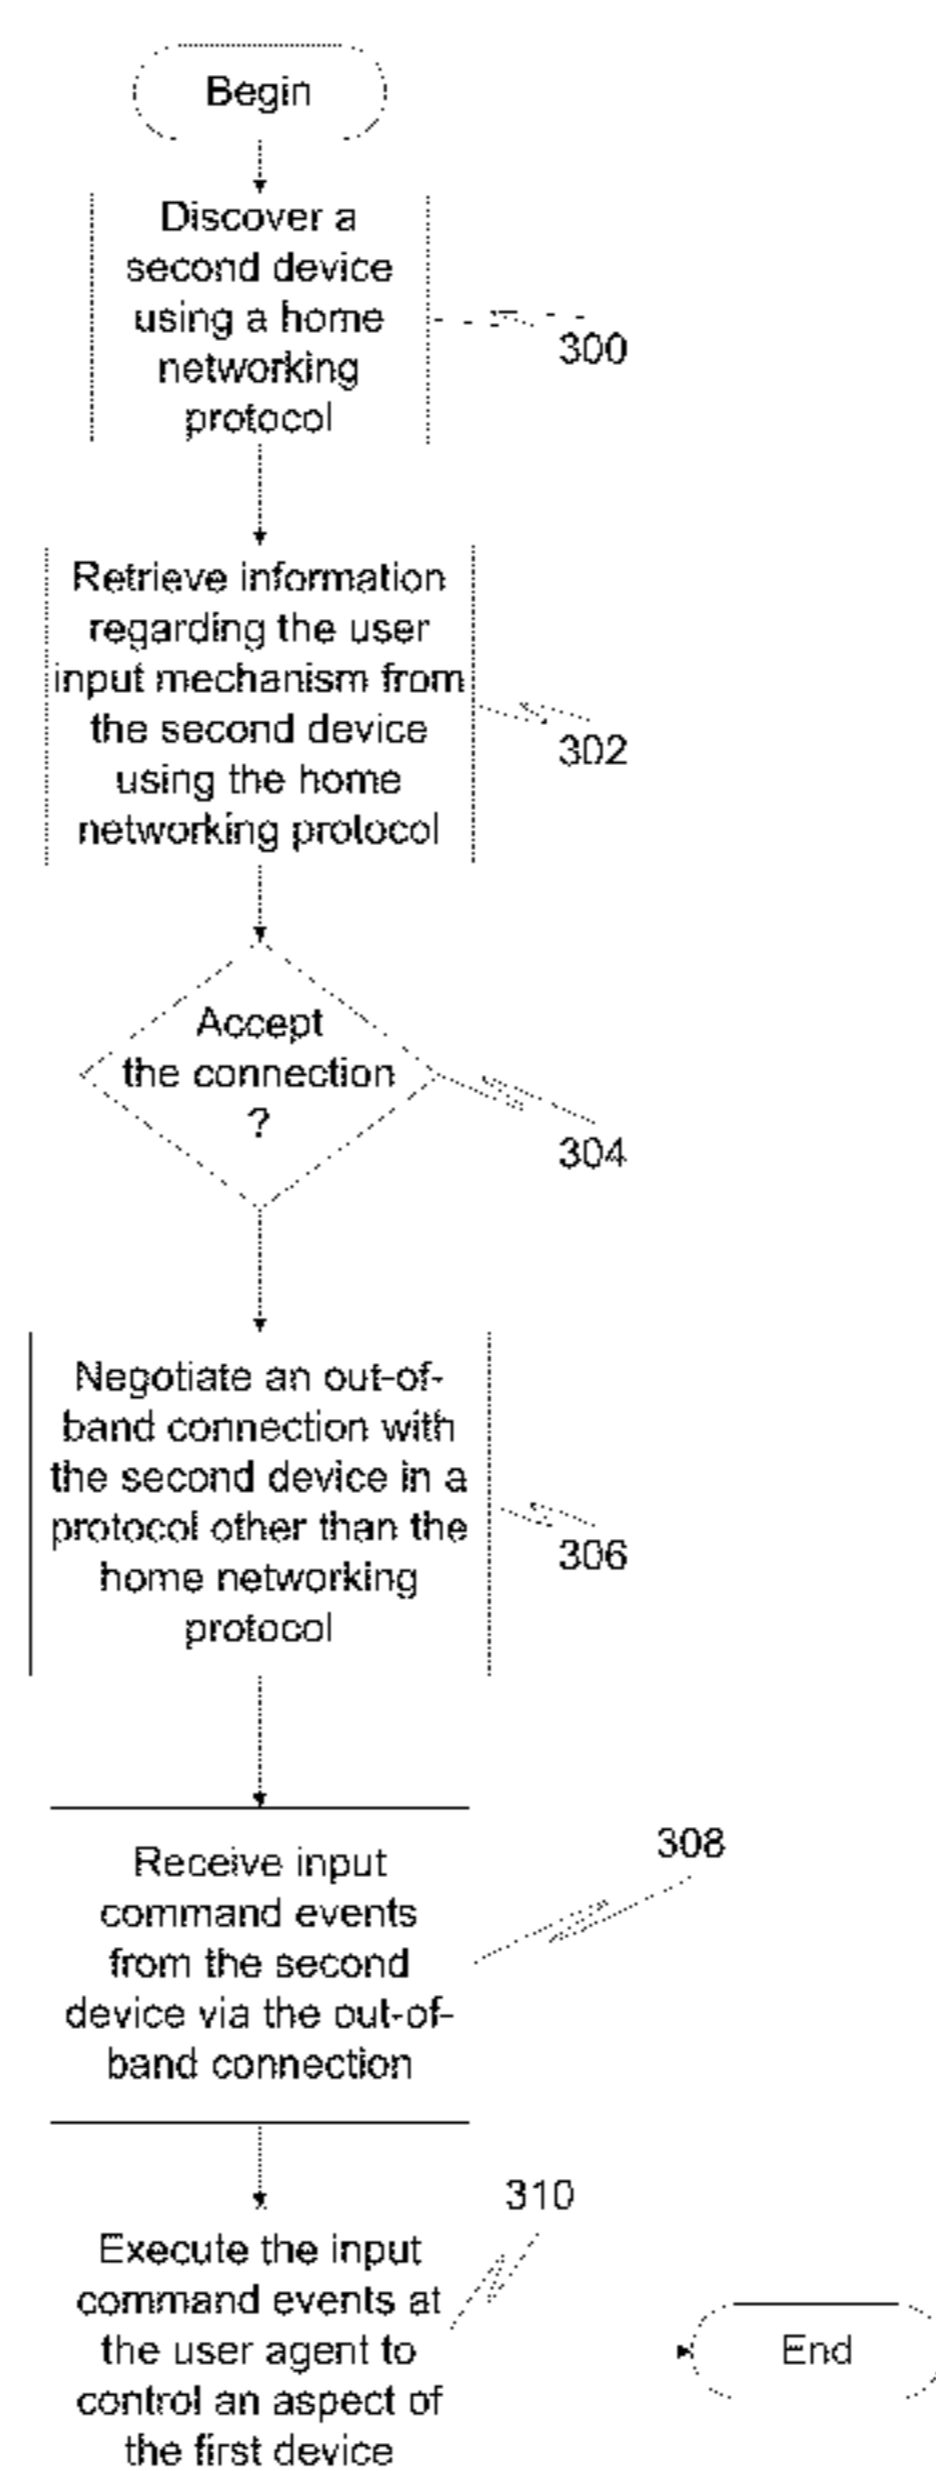 Begin
Discover a
second device
using a home
networking
protocol
300
Retrieve information
regarding the user
input mechanism from
the second device
using the home
networking protocol
302
Accept
the connection
?
304
Negotiate an out-of-
band connection with
the second device in a
protocol other than the
home networking
protocol
306
Receive input
command events
from the second
device via the out-of-
band connection
308
Execute the input
command events at
the user agent to
control an aspect of
the first device
310
End